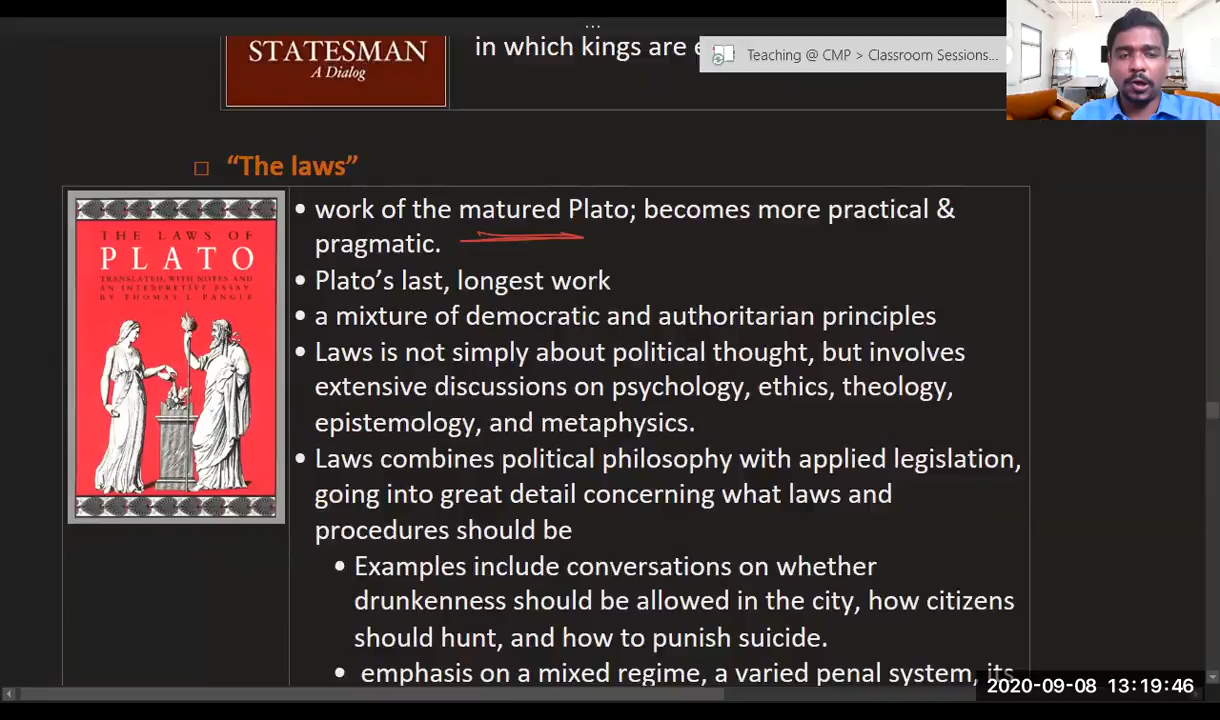 ...
STATESMAN
A Dialog
in which kings are
Teaching @ CMP > Classroom Sessions...
□ “The laws”
THE LAWS OF
PLATO
TRANSLATED, WITH NOTES AND
AN INTERPRETIVE ESSAY,
BY THOMAS L. PANGLE
• work of the matured Plato; becomes more practical &
pragmatic.
• Plato’s last, longest work
• a mixture of democratic and authoritarian principles
• Laws is not simply about political thought, but involves
extensive discussions on psychology, ethics, theology,
epistemology, and metaphysics.
• Laws combines political philosophy with applied legislation,
going into great detail concerning what laws and
procedures should be
• Examples include conversations on whether
drunkenness should be allowed in the city, how citizens
should hunt, and how to punish suicide.
• emphasis on a mixed regime, a varied penal system, its
2020-09-08 13:19:46